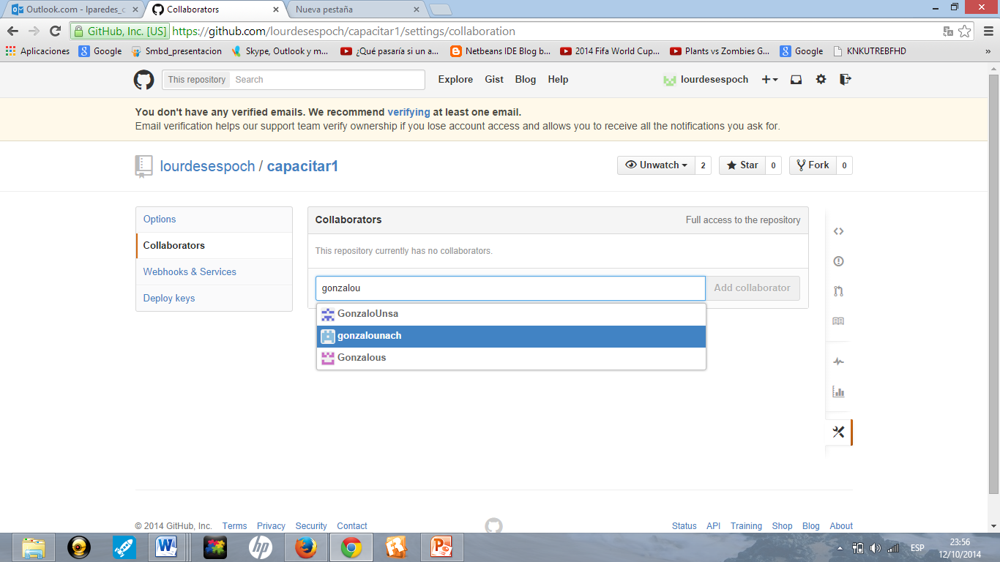 Outlook.com - lparedes_c
Collaborators
Nueva pestaña
GitHub, Inc. [US] https://github.com/lourdesespoch/capacitar1/settings/collaboration
Aplicaciones Google Smbd_presentacion Skype, Outlook y m... ¿Qué pasaría si un a... Netbeans IDE Blog b... 2014 Fifa World Cup... Plants vs Zombies G... Google KNKUTREBFHD »
This repository Search Explore Gist Blog Help lourdesespoch
You don't have any verified emails. We recommend verifying at least one email.
Email verification helps our support team verify ownership if you lose account access and allows you to receive all the notifications you ask for.
lourdesespoch / capacitar1
Unwatch 2 Star 0 Fork 0
Options
Collaborators
Webhooks & Services
Deploy keys
Collaborators Full access to the repository
This repository currently has no collaborators.
gonzalou Add collaborator
GonzaloUnsa
gonzalounach
Gonzalous
© 2014 GitHub, Inc. Terms Privacy Security Contact
Status API Training Shop Blog About
ESP
23:56
12/10/2014